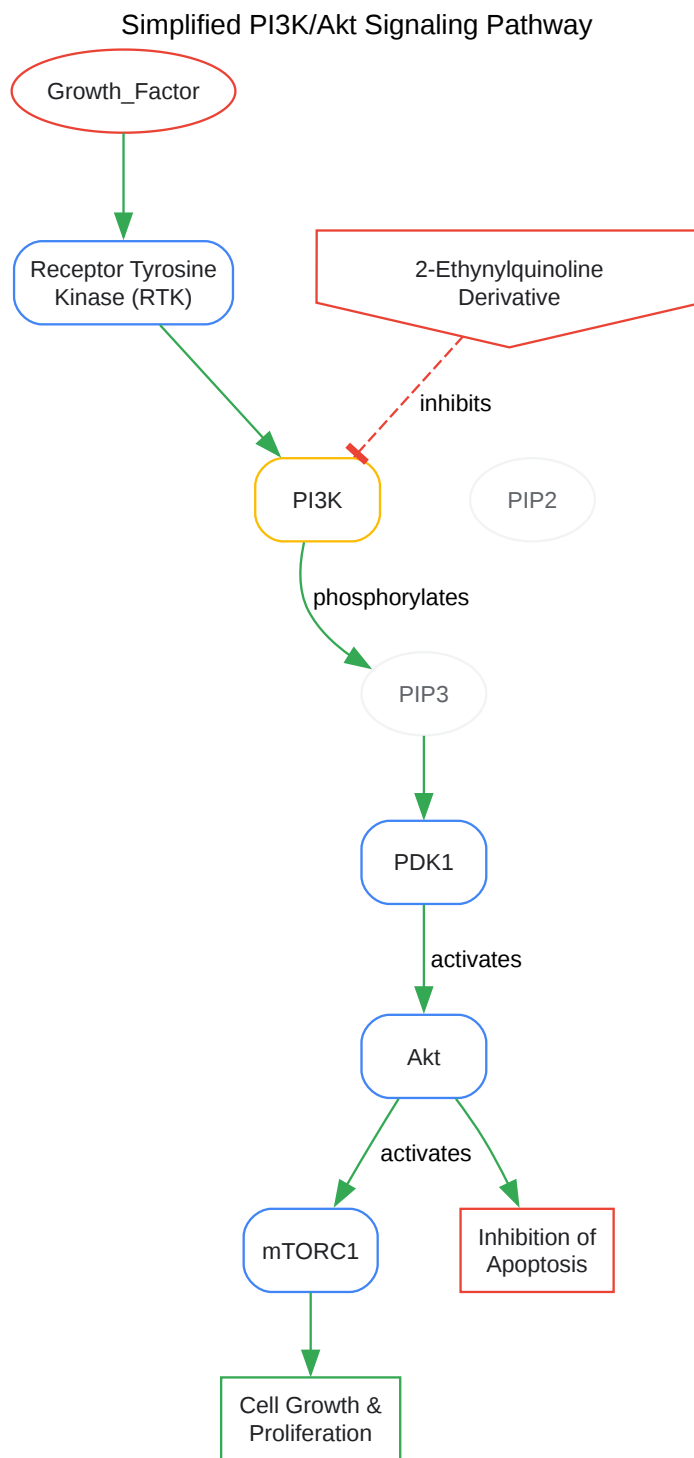 Simplified PI3K/Akt Signaling Pathway
Growth_Factor
Receptor Tyrosine
Kinase (RTK)
2-Ethynylquinoline
Derivative
inhibits
PI3K
PIP2
phosphorylates
PIP3
PDK1
activates
Akt
activates
mTORC1
Inhibition of
Apoptosis
Cell Growth &
Proliferation